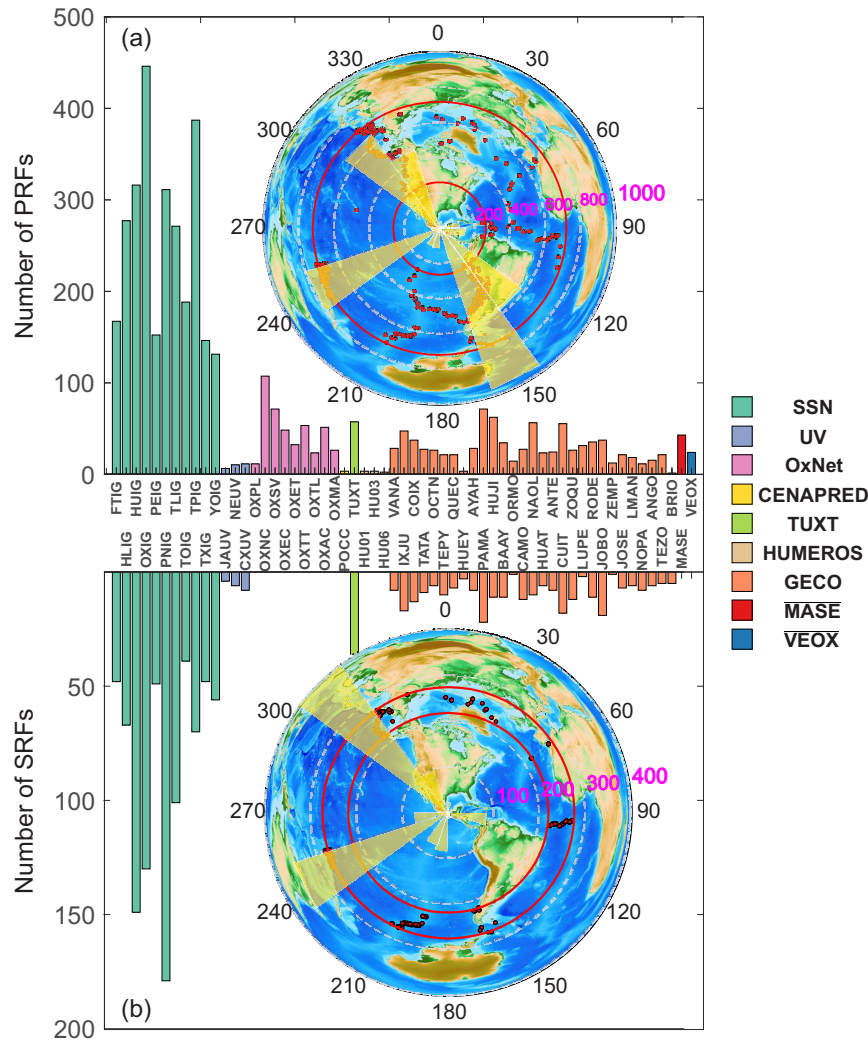 (a)
500
400
300
200
100
0
Number of PRFs
0
30
60
90
120
150
180
210
240
270
300
330
200 400 600 800 1000
FTIG HUIG PEIG TLIG TPIG YOIG NEUV OXPL OXSV OXET OXTL OXMA TUXT HU03 VANA COIX OCTN QUEC AYAH HUJI ORMO NAOL ANTE ZOQU RODE ZEMP LMAN ANGO BRIO VEOX
HLIG OXIG PNIG TOIG TXIG JAUV CXUV OXNC OXEC OXTT OXAC POCC HU01 HU06 IXJU TATA TEPY HUEY PAMA BAAY CAMO HUAT CUIT LUPE JOBO JOSE NOPA TEZO MASE
SSN
UV
OxNet
CENAPRED
TUXT
HUMEROS
GECO
MASE
VEOX
Number of SRFs
50
100
150
200
0
30
60
90
120
150
180
210
240
270
300
100 200 300 400
(b)